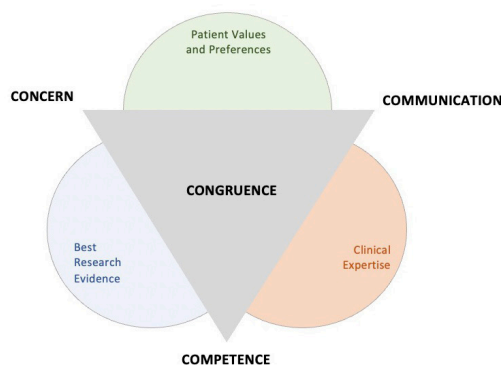 Patient Values
and Preferences
CONCERN
COMMUNICATION
CONGRUENCE
Best
Research
Evidence
Clinical
Expertise
COMPETENCE